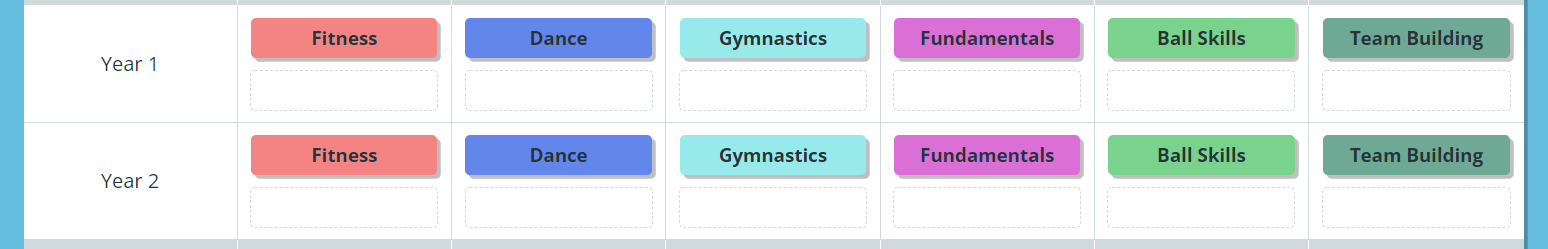 Year 1
Fitness
Dance
Gymnastics
Fundamentals
Ball Skills
Team Building
Year 2
Fitness
Dance
Gymnastics
Fundamentals
Ball Skills
Team Building